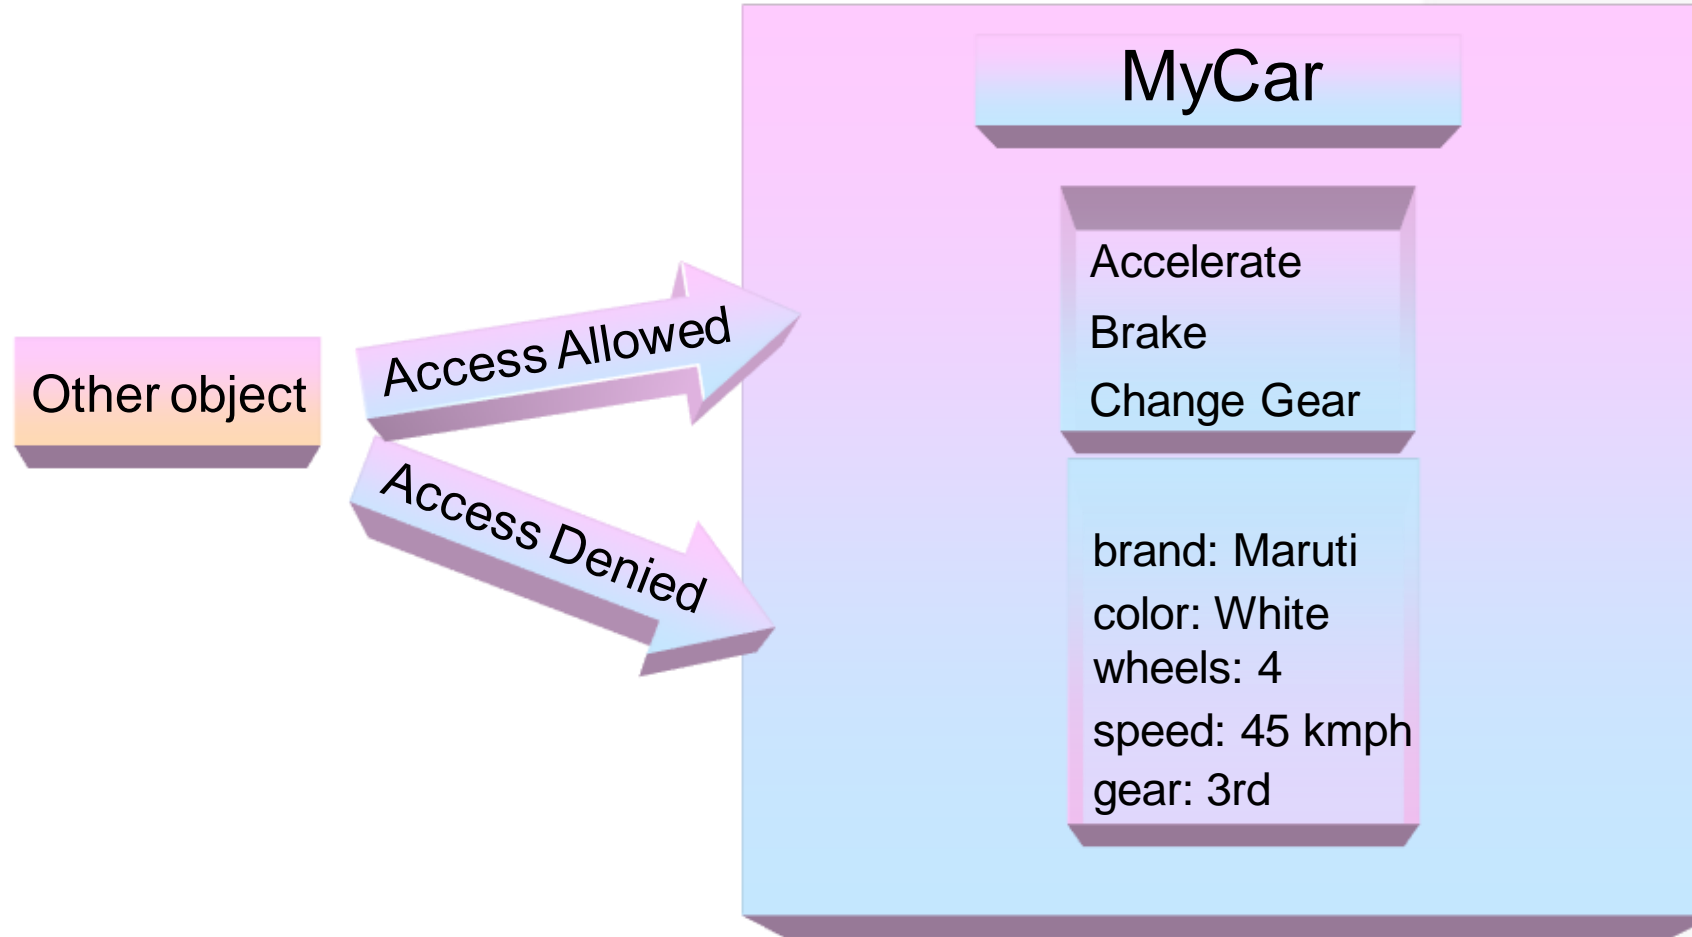 MyCar
Accelerate
Brake
Change Gear
Other object
Access Allowed
Access Denied
brand: Maruti
color: White
wheels: 4
speed: 45 kmph
gear: 3rd